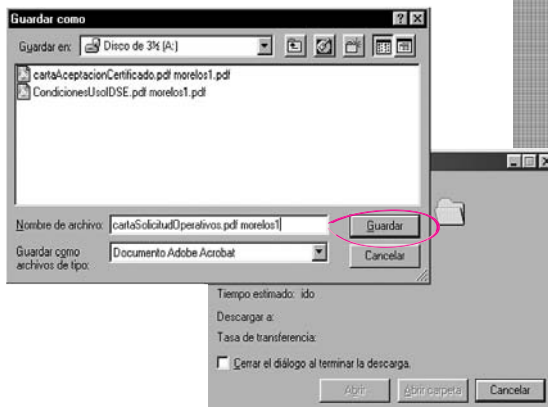 Guardar como
Guardar en: Disco de 3½ (A:)
cartaAceptacionCertificado.pdf morelos1.pdf
CondicionesUsoIDSE.pdf morelos1.pdf
Nombre de archivo: cartaSolicitudOperativos.pdf morelos1 Guardar
Guardar como archivos de tipo: Documento Adobe Acrobat Cancelar
Tiempo estimado: ido
Descargar a:
Tasa de transferencia:
Cerrar el diálogo al terminar la descarga.
Abrir Abrir carpeta Cancelar